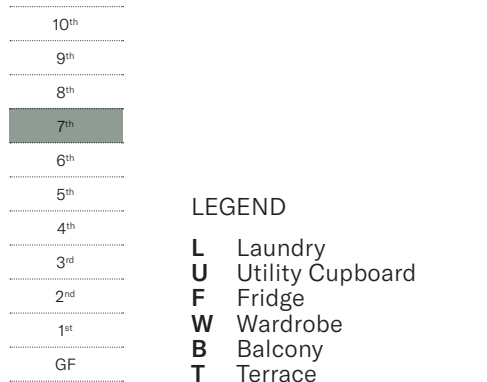 10th
9th
8th
7th
6th
5th
4th
3rd
2nd
1st
GF
LEGEND
L Laundry
U Utility Cupboard
F Fridge
W Wardrobe
B Balcony
T Terrace